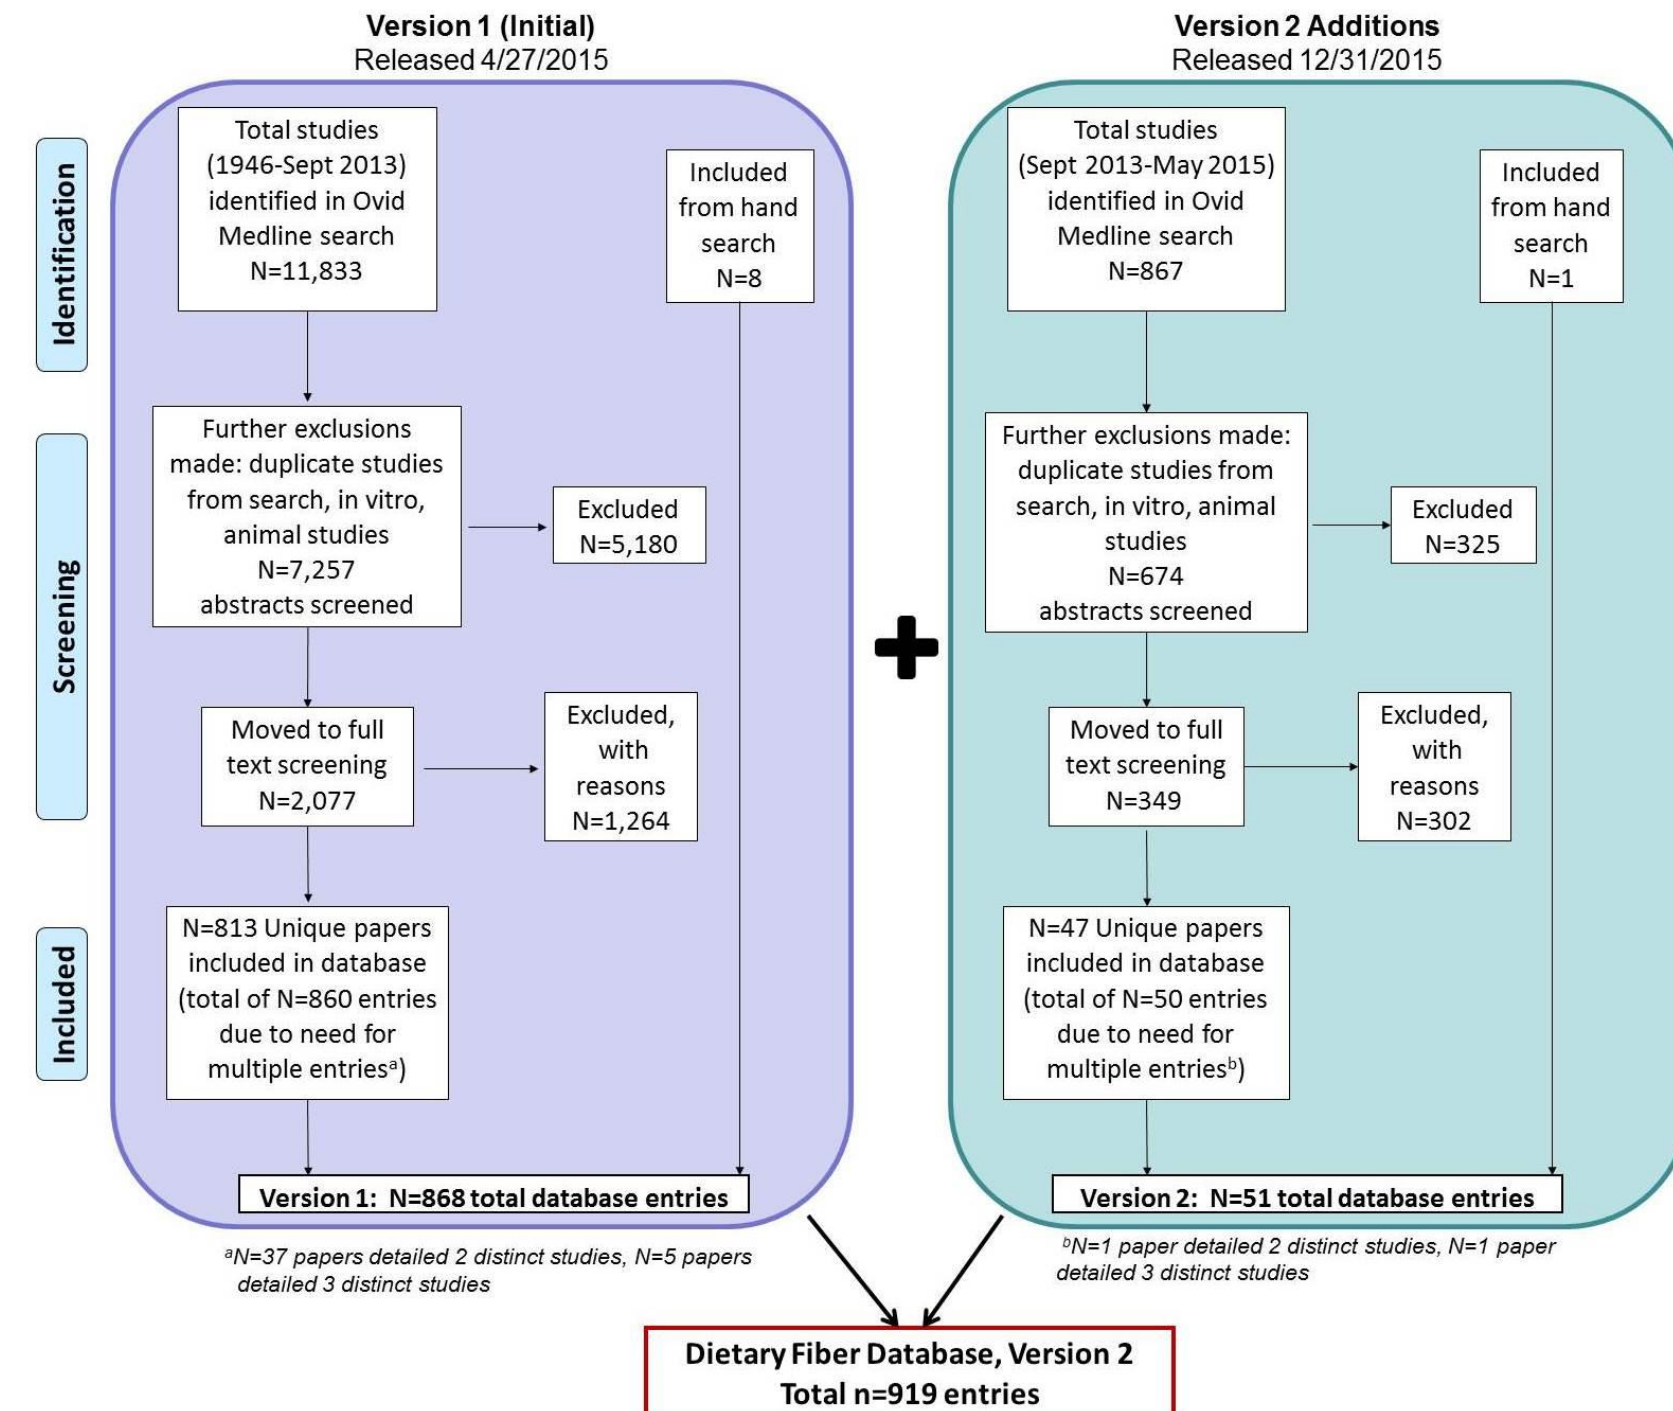 Version 1 (Initial)
Released 4/27/2015
Version 2 Additions
Released 12/31/2015
Identification
Screening
Included
Total studies
(1946-Sept 2013)
identified in Ovid
Medline search
N=11,833
Included
from hand
search
N=8
Further exclusions
made: duplicate studies
from search, in vitro,
animal studies
N=7,257
abstracts screened
Excluded
N=5,180
Moved to full
text screening
N=2,077
Excluded,
with
reasons
N=1,264
N=813 Unique papers
included in database
(total of N=860 entries
due to need for
multiple entriesᵃ)
Version 1: N=868 total database entries
ᵃN=37 papers detailed 2 distinct studies, N=5 papers
detailed 3 distinct studies
Total studies
(Sept 2013-May 2015)
identified in Ovid
Medline search
N=867
Included
from hand
search
N=1
Further exclusions made:
duplicate studies from
search, in vitro, animal
studies
N=674
abstracts screened
Excluded
N=325
Moved to full
text screening
N=349
Excluded,
with
reasons
N=302
N=47 Unique papers
included in database
(total of N=50 entries
due to need for
multiple entriesᵇ)
Version 2: N=51 total database entries
ᵇN=1 paper detailed 2 distinct studies, N=1 paper
detailed 3 distinct studies
Dietary Fiber Database, Version 2
Total n=919 entries